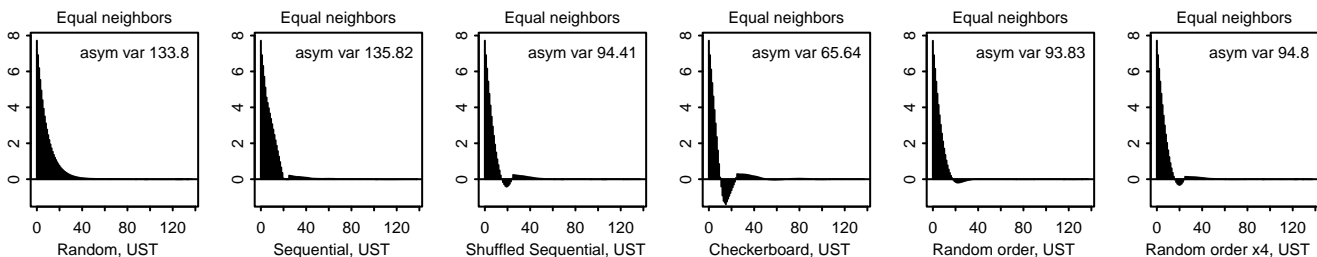 Equal neighbors Equal neighbors Equal neighbors Equal neighbors Equal neighbors Equal neighbors
8
6
4
2
0
asym var 133.8
0 40 80 120
Random, UST
8
6
4
2
0
asym var 135.82
0 40 80 120
Sequential, UST
8
6
4
2
0
asym var 94.41
0 40 80 120
Shuffled Sequential, UST
8
6
4
2
0
asym var 65.64
0 40 80 120
Checkerboard, UST
8
6
4
2
0
asym var 93.83
0 40 80 120
Random order, UST
8
6
4
2
0
asym var 94.8
0 40 80 120
Random order x4, UST